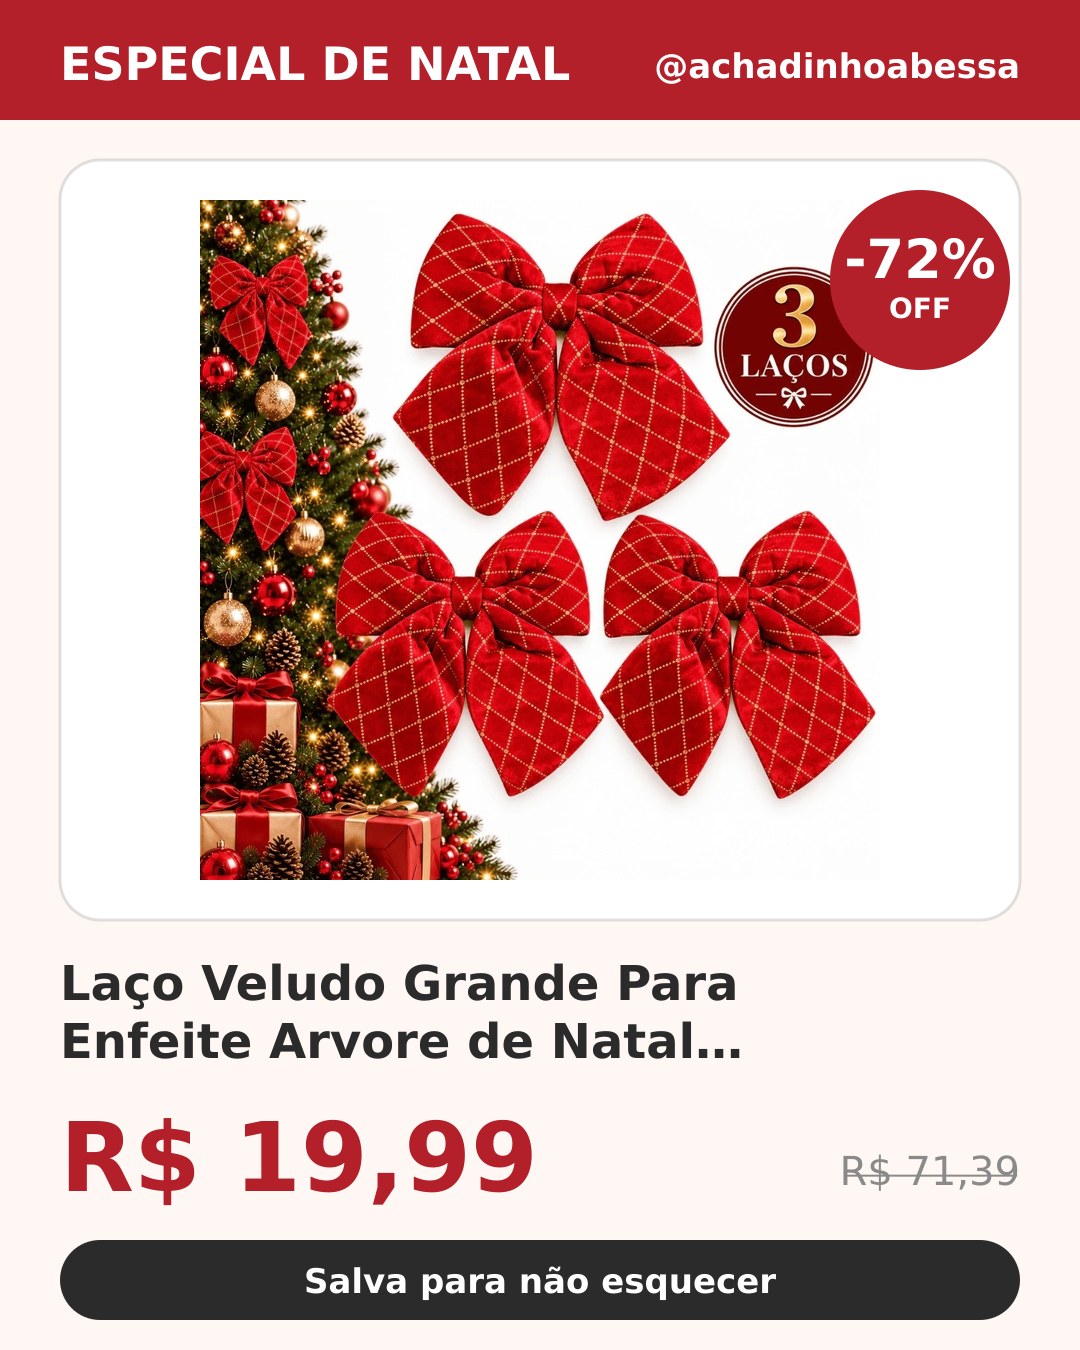 ESPECIAL DE NATAL
@achadinhoabessa
-72%
OFF
3
LAÇOS
Laço Veludo Grande Para
Enfeite Arvore de Natal...
R$ 19,99
R$ 71,39
Salva para não esquecer